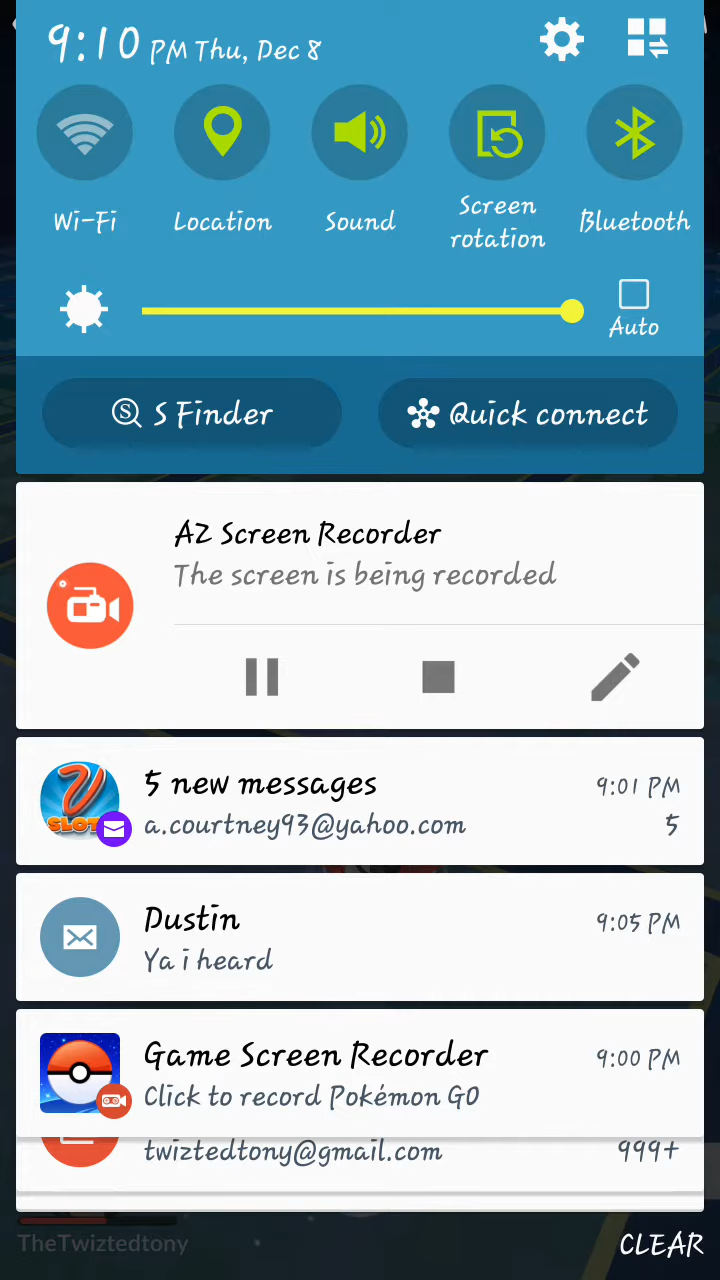 9:10 PM Thu, Dec 8
Wi-Fi
Location
Sound
Screen
rotation
Bluetooth
Auto
S Finder
Quick connect
AZ Screen Recorder
The screen is being recorded
5 new messages 9:01 PM
a.courtney93@yahoo.com 5
SLOTS
Dustin 9:05 PM
Ya i heard
Game Screen Recorder 9:00 PM
Click to record Pokémon GO
twiztedtony@gmail.com 999+
TheTwiztedtony
CLEAR